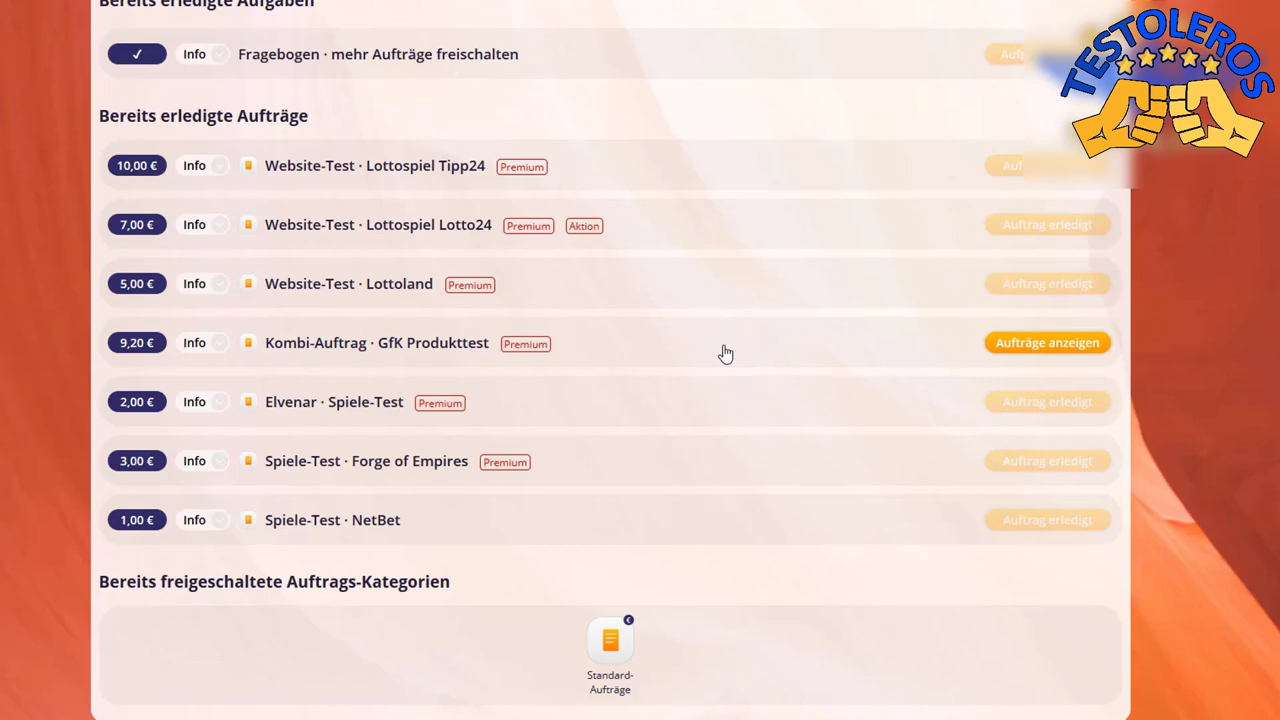 Bereits erledigte Aufgaben
✓ Info Fragebogen · mehr Aufträge freischalten
Bereits erledigte Aufträge
10,00 € Info Website-Test · Lottospiel Tipp24 Premium
7,00 € Info Website-Test · Lottospiel Lotto24 Premium Aktion Auftrag erledigt
5,00 € Info Website-Test · Lottoland Premium Auftrag erledigt
9,20 € Info Kombi-Auftrag · GfK Produkttest Premium Aufträge anzeigen
2,00 € Info Elvenar · Spiele-Test Premium Auftrag erledigt
3,00 € Info Spiele-Test · Forge of Empires Premium Auftrag erledigt
1,00 € Info Spiele-Test · NetBet Auftrag erledigt
Bereits freigeschaltete Auftrags-Kategorien
€
Standard-
Aufträge
TESTOLEROS